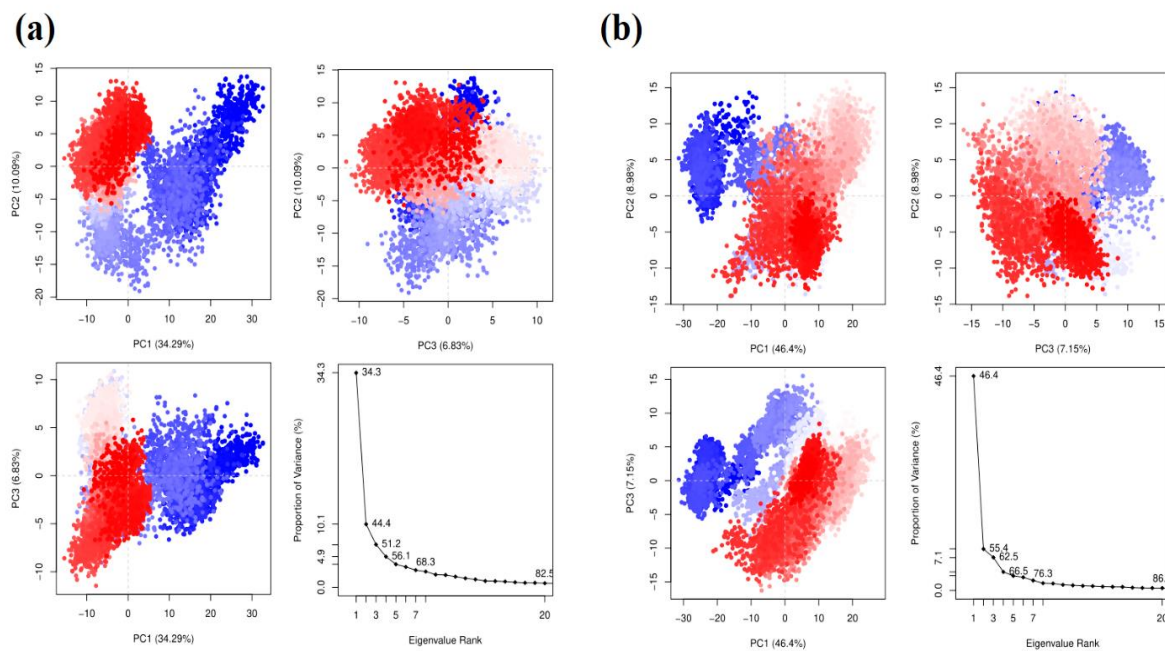 (a)
15
10
5
0
−5
−10
−15
−20
PC2 (10.09%)
−10 0 10 20 30
PC1 (34.29%)
15
10
5
0
−5
−10
−15
−20
PC2 (10.09%)
−10 −5 0 5 10
PC3 (6.83%)
10
5
0
−5
−10
PC3 (6.83%)
−10 0 10 20 30
PC1 (34.29%)
34.3
10.1
4.9
0.0
Proportion of Variance (%)
34.3
44.4
51.2
56.1
68.3
82.5
1 3 5 7 20
Eigenvalue Rank
(b)
15
10
5
0
−5
−10
−15
PC2 (8.98%)
−30 −20 −10 0 10 20
PC1 (46.4%)
15
10
5
0
−5
−10
−15
PC2 (8.98%)
−15 −10 −5 0 5 10 15
PC3 (7.15%)
15
10
5
0
−5
−10
−15
PC3 (7.15%)
−30 −20 −10 0 10 20
PC1 (46.4%)
46.4
7.1
0.0
Proportion of Variance (%)
46.4
55.4
62.5
66.5
76.3
86.
1 3 5 7 20
Eigenvalue Rank